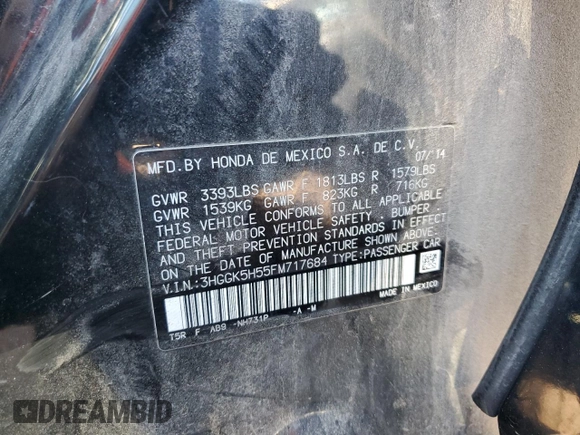 MFD. BY HONDA DE MEXICO S.A. DE C.V.
07/14
GVWR 3393LBS GAWR F 1813LBS R 1579LBS
GVWR 1539KG GAWR F 823KG R 716KG
THIS VEHICLE CONFORMS TO ALL APPLICABLE
FEDERAL MOTOR VEHICLE SAFETY, BUMPER,
AND THEFT PREVENTION STANDARDS IN EFFECT
ON THE DATE OF MANUFACTURE SHOWN ABOVE.
V.I.N.:3HGGK5H55FM717684 TYPE:PASSENGER CAR
MADE IN MEXICO
T5R F AB9 -NH731P -A -M
DREAMBID